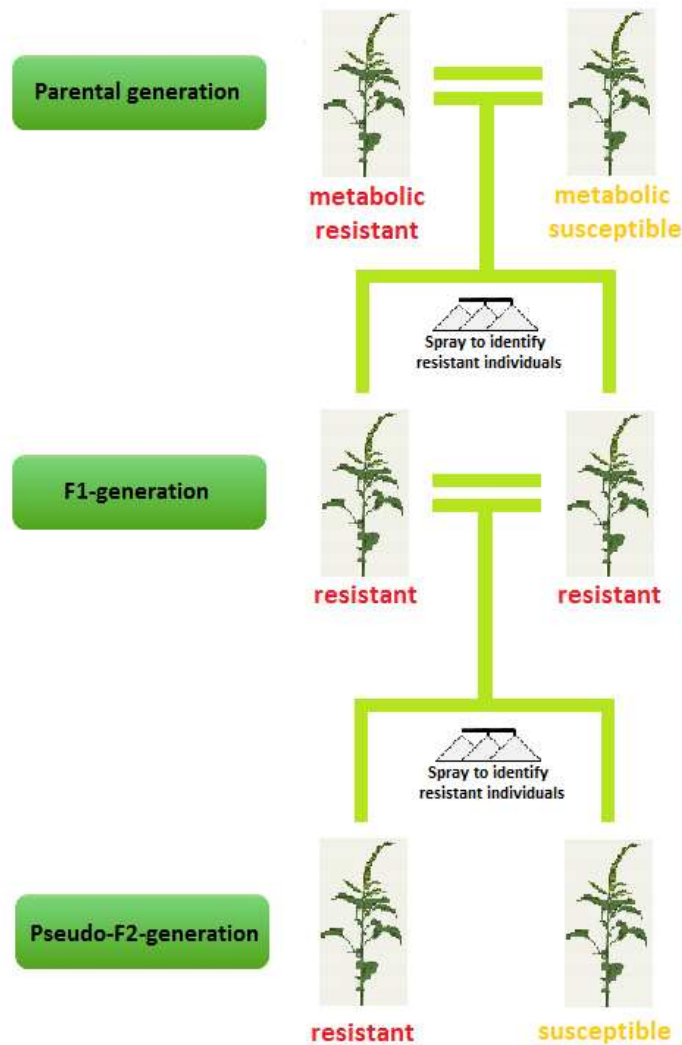 Parental generation
metabolic
resistant
metabolic
susceptible
Spray to identify
resistant individuals
F1-generation
resistant
resistant
Spray to identify
resistant individuals
Pseudo-F2-generation
resistant
susceptible